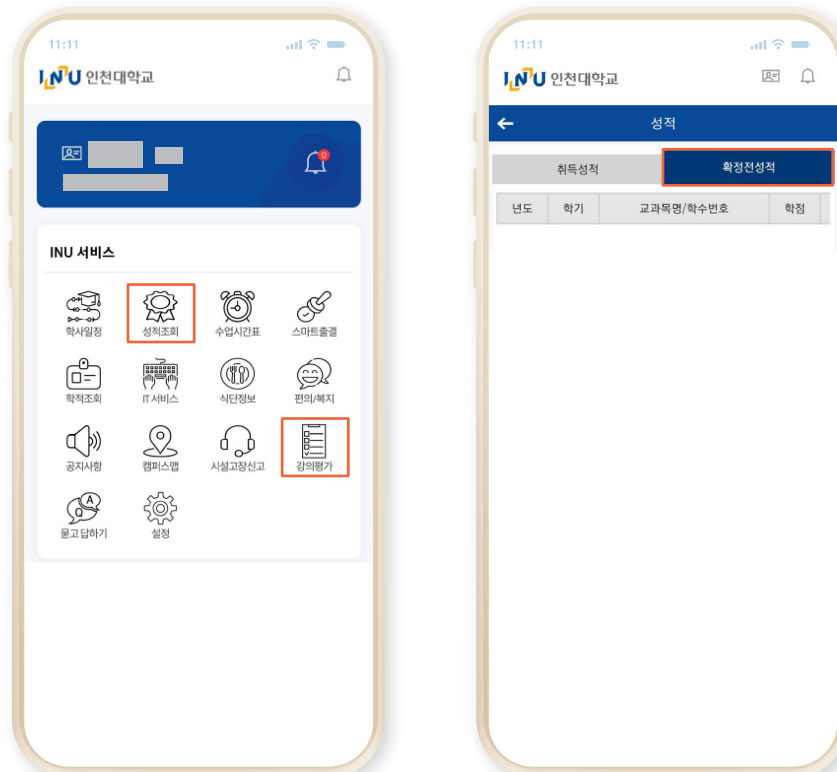 11:11
INU 인천대학교
0
INU 서비스
학사일정 성적조회 수업시간표 스마트출결
학적조회 IT서비스 식단정보 편의/복지
공지사항 캠퍼스맵 시설고장신고 강의평가
Q A
묻고답하기 설정
11:11
INU 인천대학교
성적
취득성적 확정전성적
년도 학기 교과목명/학수번호 학점